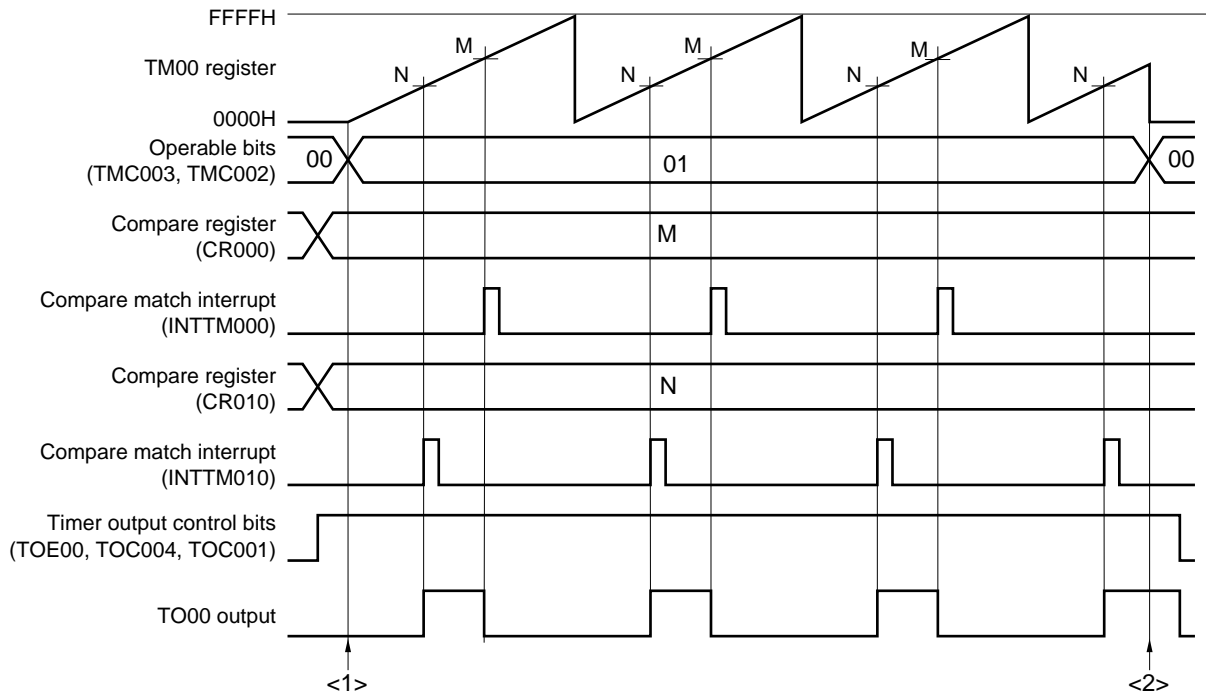 FFFFH
TM00 register
0000H
N M N M N M N
Operable bits
(TMC003, TMC002)
00 01 00
Compare register
(CR000)
M
Compare match interrupt
(INTTM000)
Compare register
(CR010)
N
Compare match interrupt
(INTTM010)
Timer output control bits
(TOE00, TOC004, TOC001)
TO00 output
<1> <2>